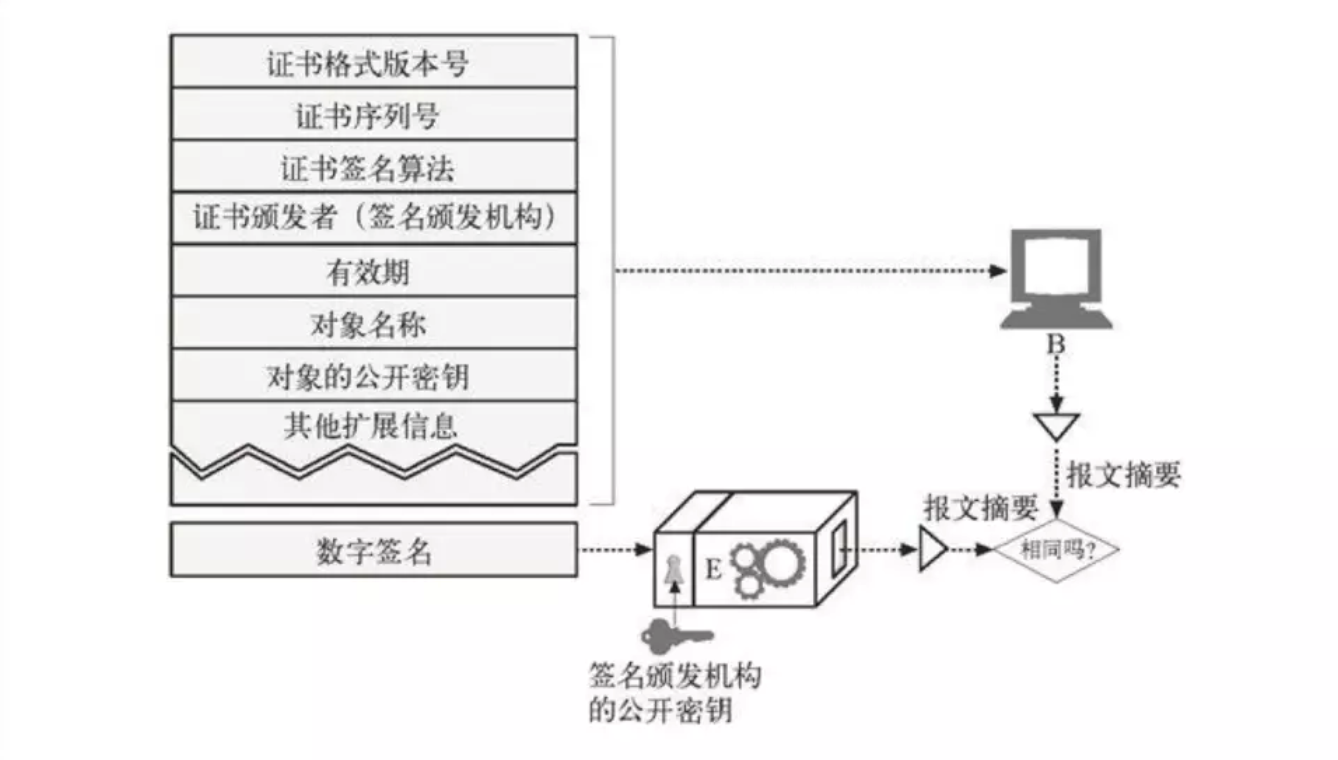 证书格式版本号
证书序列号
证书签名算法
证书颁发者（签名颁发机构）
有效期
对象名称
对象的公开密钥
其他扩展信息
数字签名
E
签名颁发机构
的公开密钥
B
报文摘要
报文摘要
相同吗?